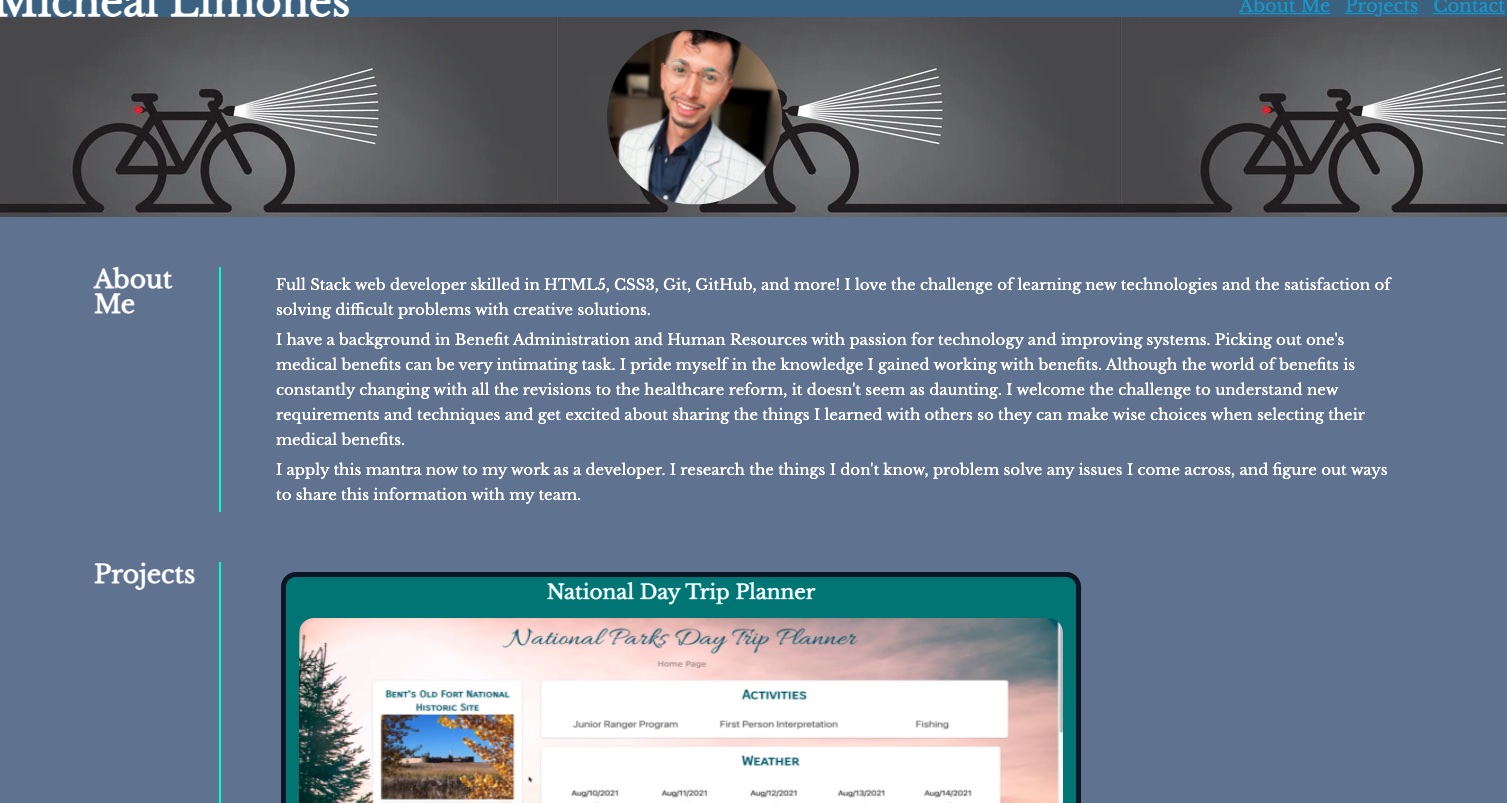 Micheal Limones
About Me Projects Contact
About
Me
Full Stack web developer skilled in HTML5, CSS3, Git, GitHub, and more! I love the challenge of learning new technologies and the satisfaction of
solving difficult problems with creative solutions.
I have a background in Benefit Administration and Human Resources with passion for technology and improving systems. Picking out one's
medical benefits can be very intimating task. I pride myself in the knowledge I gained working with benefits. Although the world of benefits is
constantly changing with all the revisions to the healthcare reform, it doesn't seem as daunting. I welcome the challenge to understand new
requirements and techniques and get excited about sharing the things I learned with others so they can make wise choices when selecting their
medical benefits.
I apply this mantra now to my work as a developer. I research the things I don't know, problem solve any issues I come across, and figure out ways
to share this information with my team.
Projects
National Day Trip Planner
National Parks Day Trip Planner
Home Page
Bent's Old Fort National
Historic Site
Activities
Junior Ranger Program First Person Interpretation Fishing
Weather
Aug/10/2021 Aug/11/2021 Aug/12/2021 Aug/13/2021 Aug/14/2021